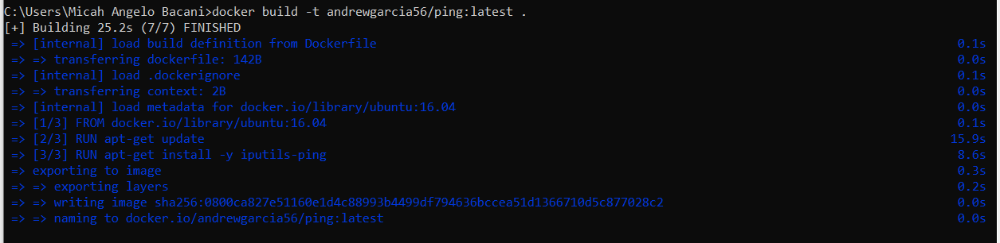 C:\Users\Micah Angelo Bacani>docker build -t andrewgarcia56/ping:latest .
[+] Building 25.2s (7/7) FINISHED
=> [internal] load build definition from Dockerfile 0.1s
=> => transferring dockerfile: 142B 0.0s
=> [internal] load .dockerignore 0.1s
=> => transferring context: 2B 0.0s
=> [internal] load metadata for docker.io/library/ubuntu:16.04 0.0s
=> [1/3] FROM docker.io/library/ubuntu:16.04 0.1s
=> [2/3] RUN apt-get update 15.9s
=> [3/3] RUN apt-get install -y iputils-ping 8.6s
=> exporting to image 0.3s
=> => exporting layers 0.2s
=> => writing image sha256:0800ca827e51160e1d4c88993b4499df794636bccea51d1366710d5c877028c2 0.0s
=> => naming to docker.io/andrewgarcia56/ping:latest 0.0s